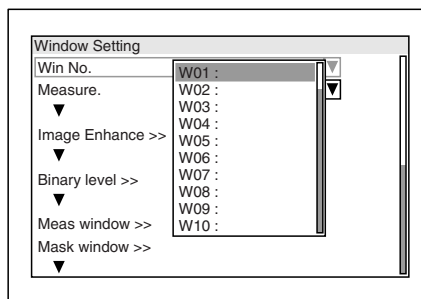 Window Setting
Win No.
W01 :
Measure.
W02 :
W03 :
Image Enhance >>
W04 :
W05 :
W06 :
Binary level >>
W07 :
W08 :
Meas window >>
W09 :
W10 :
Mask window >>